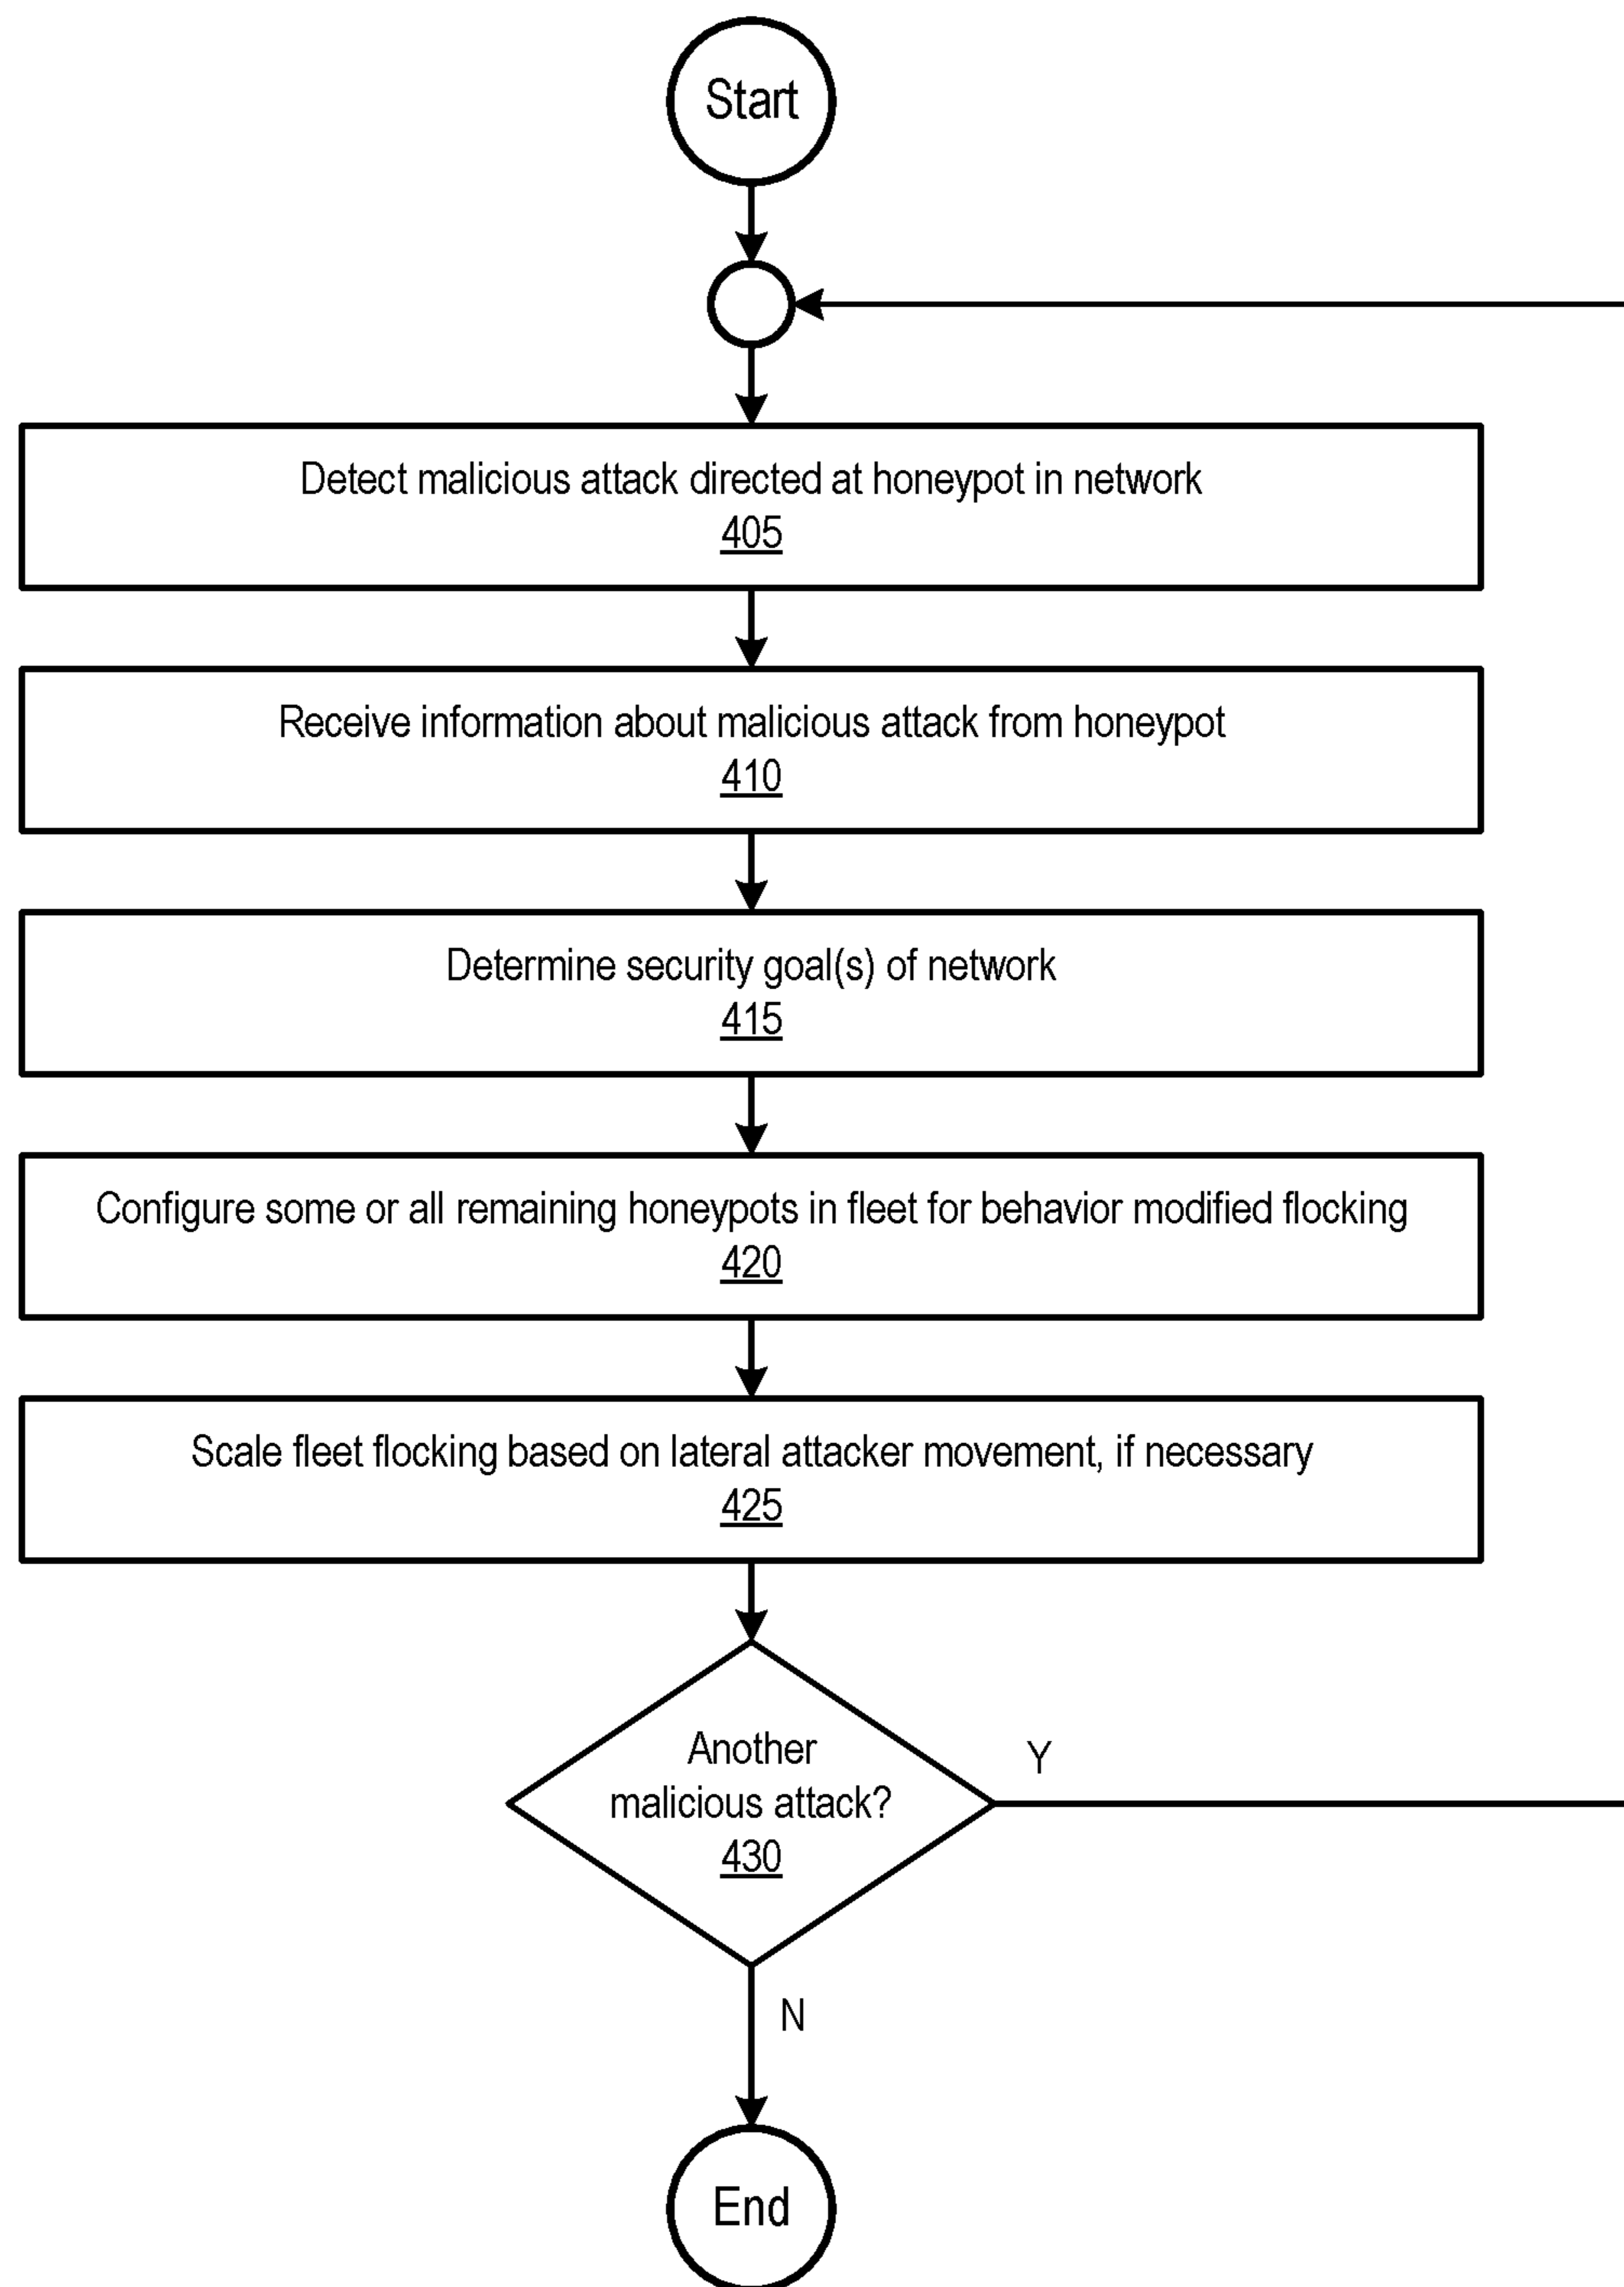 Start
Detect malicious attack directed at honeypot in network
405
Receive information about malicious attack from honeypot
410
Determine security goal(s) of network
415
Configure some or all remaining honeypots in fleet for behavior modified flocking
420
Scale fleet flocking based on lateral attacker movement, if necessary
425
Another
malicious attack?
430
Y
N
End